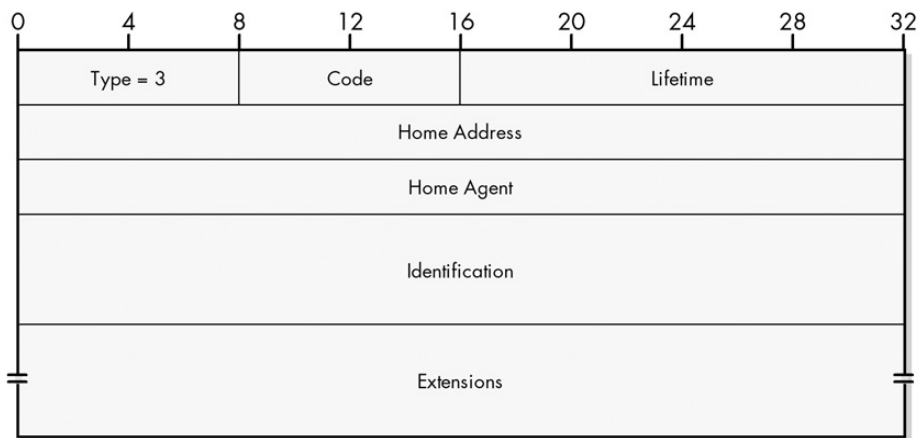 0 4 8 12 16 20 24 28 32
Type = 3 Code Lifetime
Home Address
Home Agent
Identification
Extensions